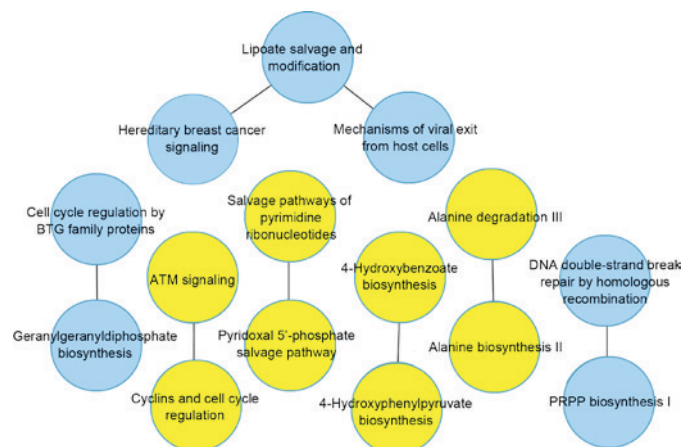 Lipoate salvage and
modification
Hereditary breast cancer
signaling
Mechanisms of viral exit
from host cells
Cell cycle regulation by
BTG family proteins
Salvage pathways of
pyrimidine
ribonucleotides
Alanine degradation III
ATM signaling
4-Hydroxybenzoate
biosynthesis
DNA double-strand break
repair by homologous
recombination
Geranylgeranyldiphosphate
biosynthesis
Pyridoxal 5'-phosphate
salvage pathway
Alanine biosynthesis II
Cyclins and cell cycle
regulation
4-Hydroxyphenylpyruvate
biosynthesis
PRPP biosynthesis I